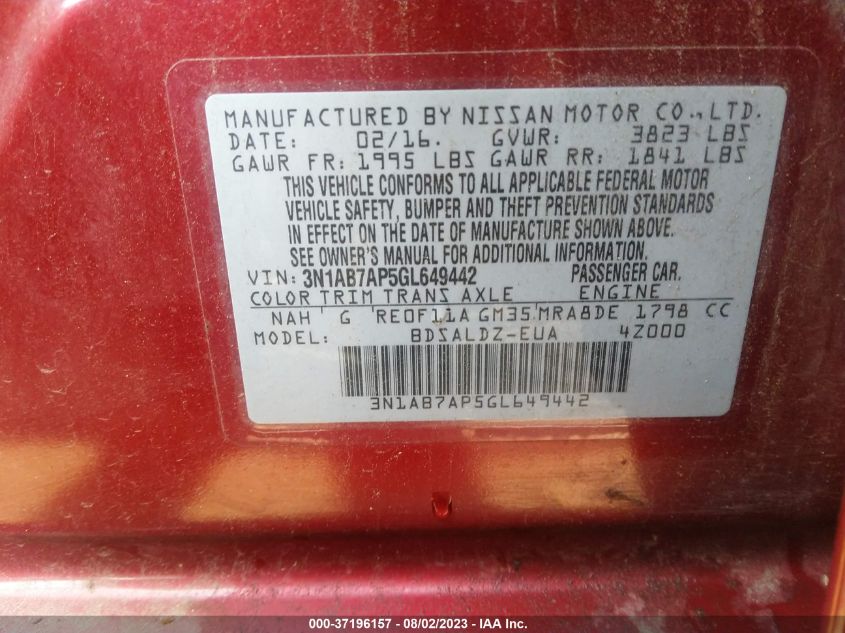 MANUFACTURED BY NISSAN MOTOR CO.,LTD.
DATE: 02/16. GVWR: 3823 LBS
GAWR FR: 1995 LBS GAWR RR: 1841 LBS
THIS VEHICLE CONFORMS TO ALL APPLICABLE FEDERAL MOTOR
VEHICLE SAFETY, BUMPER AND THEFT PREVENTION STANDARDS
IN EFFECT ON THE DATE OF MANUFACTURE SHOWN ABOVE.
SEE OWNER'S MANUAL FOR ADDITIONAL INFORMATION.
VIN: 3N1AB7AP5GL649442 PASSENGER CAR.
COLOR TRIM TRANS AXLE ENGINE
NAH G RE0F11A GM35 MRA8DE 1798 CC
MODEL: BDSALDZ-EUA 4Z000
3N1AB7AP5GL649442
000-37196157 - 08/02/2023 - IAA Inc.